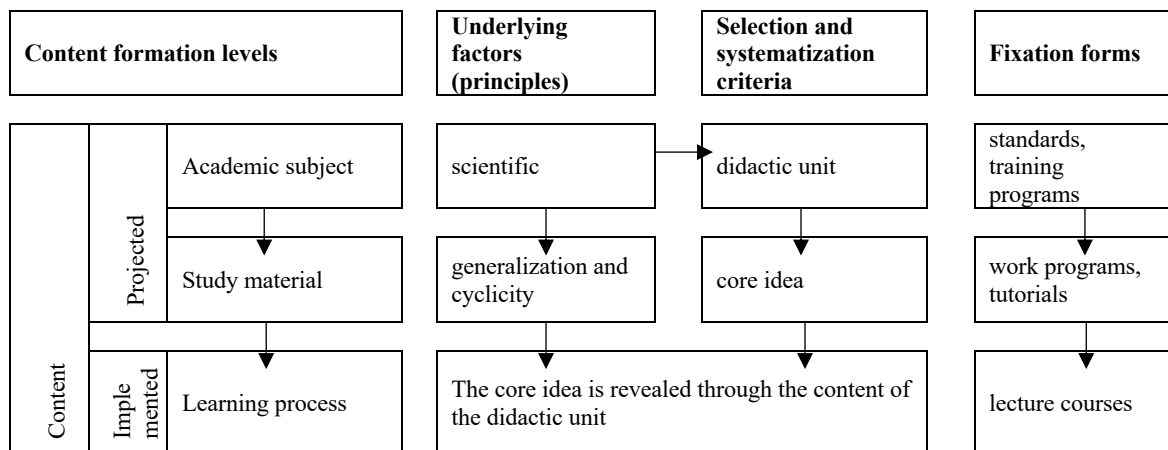 Content formation levels
Underlying
factors
(principles)
Selection and
systematization
criteria
Fixation forms
Content
Projected
Academic subject
scientific
didactic unit
standards,
training
programs
Study material
generalization and
cyclicity
core idea
work programs,
tutorials
Imple
mented
Learning process
The core idea is revealed through the content of
the didactic unit
lecture courses